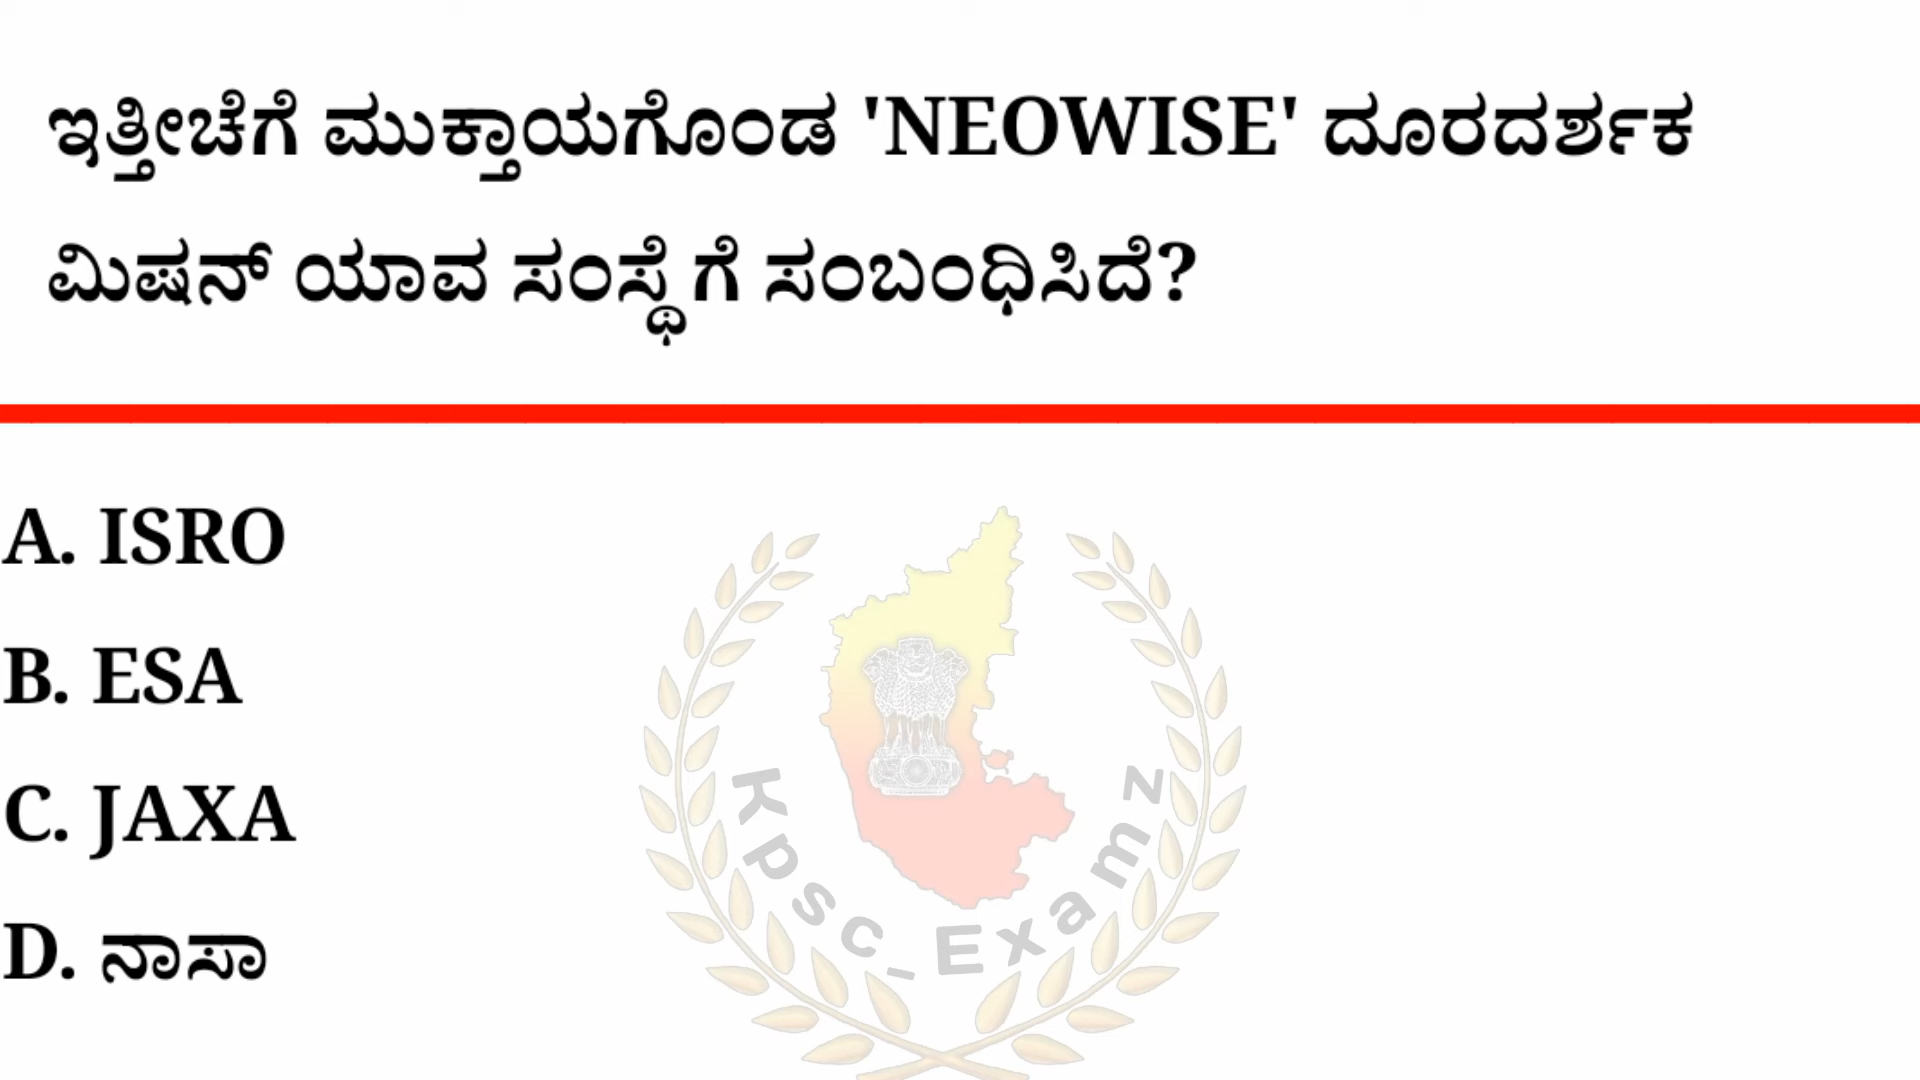 ಇತ್ತೀಚೆಗೆ ಮುಕ್ತಾಯಗೊಂಡ 'NEOWISE' ದೂರದರ್ಶಕ
ಮಿಷನ್ ಯಾವ ಸಂಸ್ಥೆಗೆ ಸಂಬಂಧಿಸಿದೆ?
A. ISRO
B. ESA
C. JAXA
D. ನಾಸಾ
Kpsc_Examz